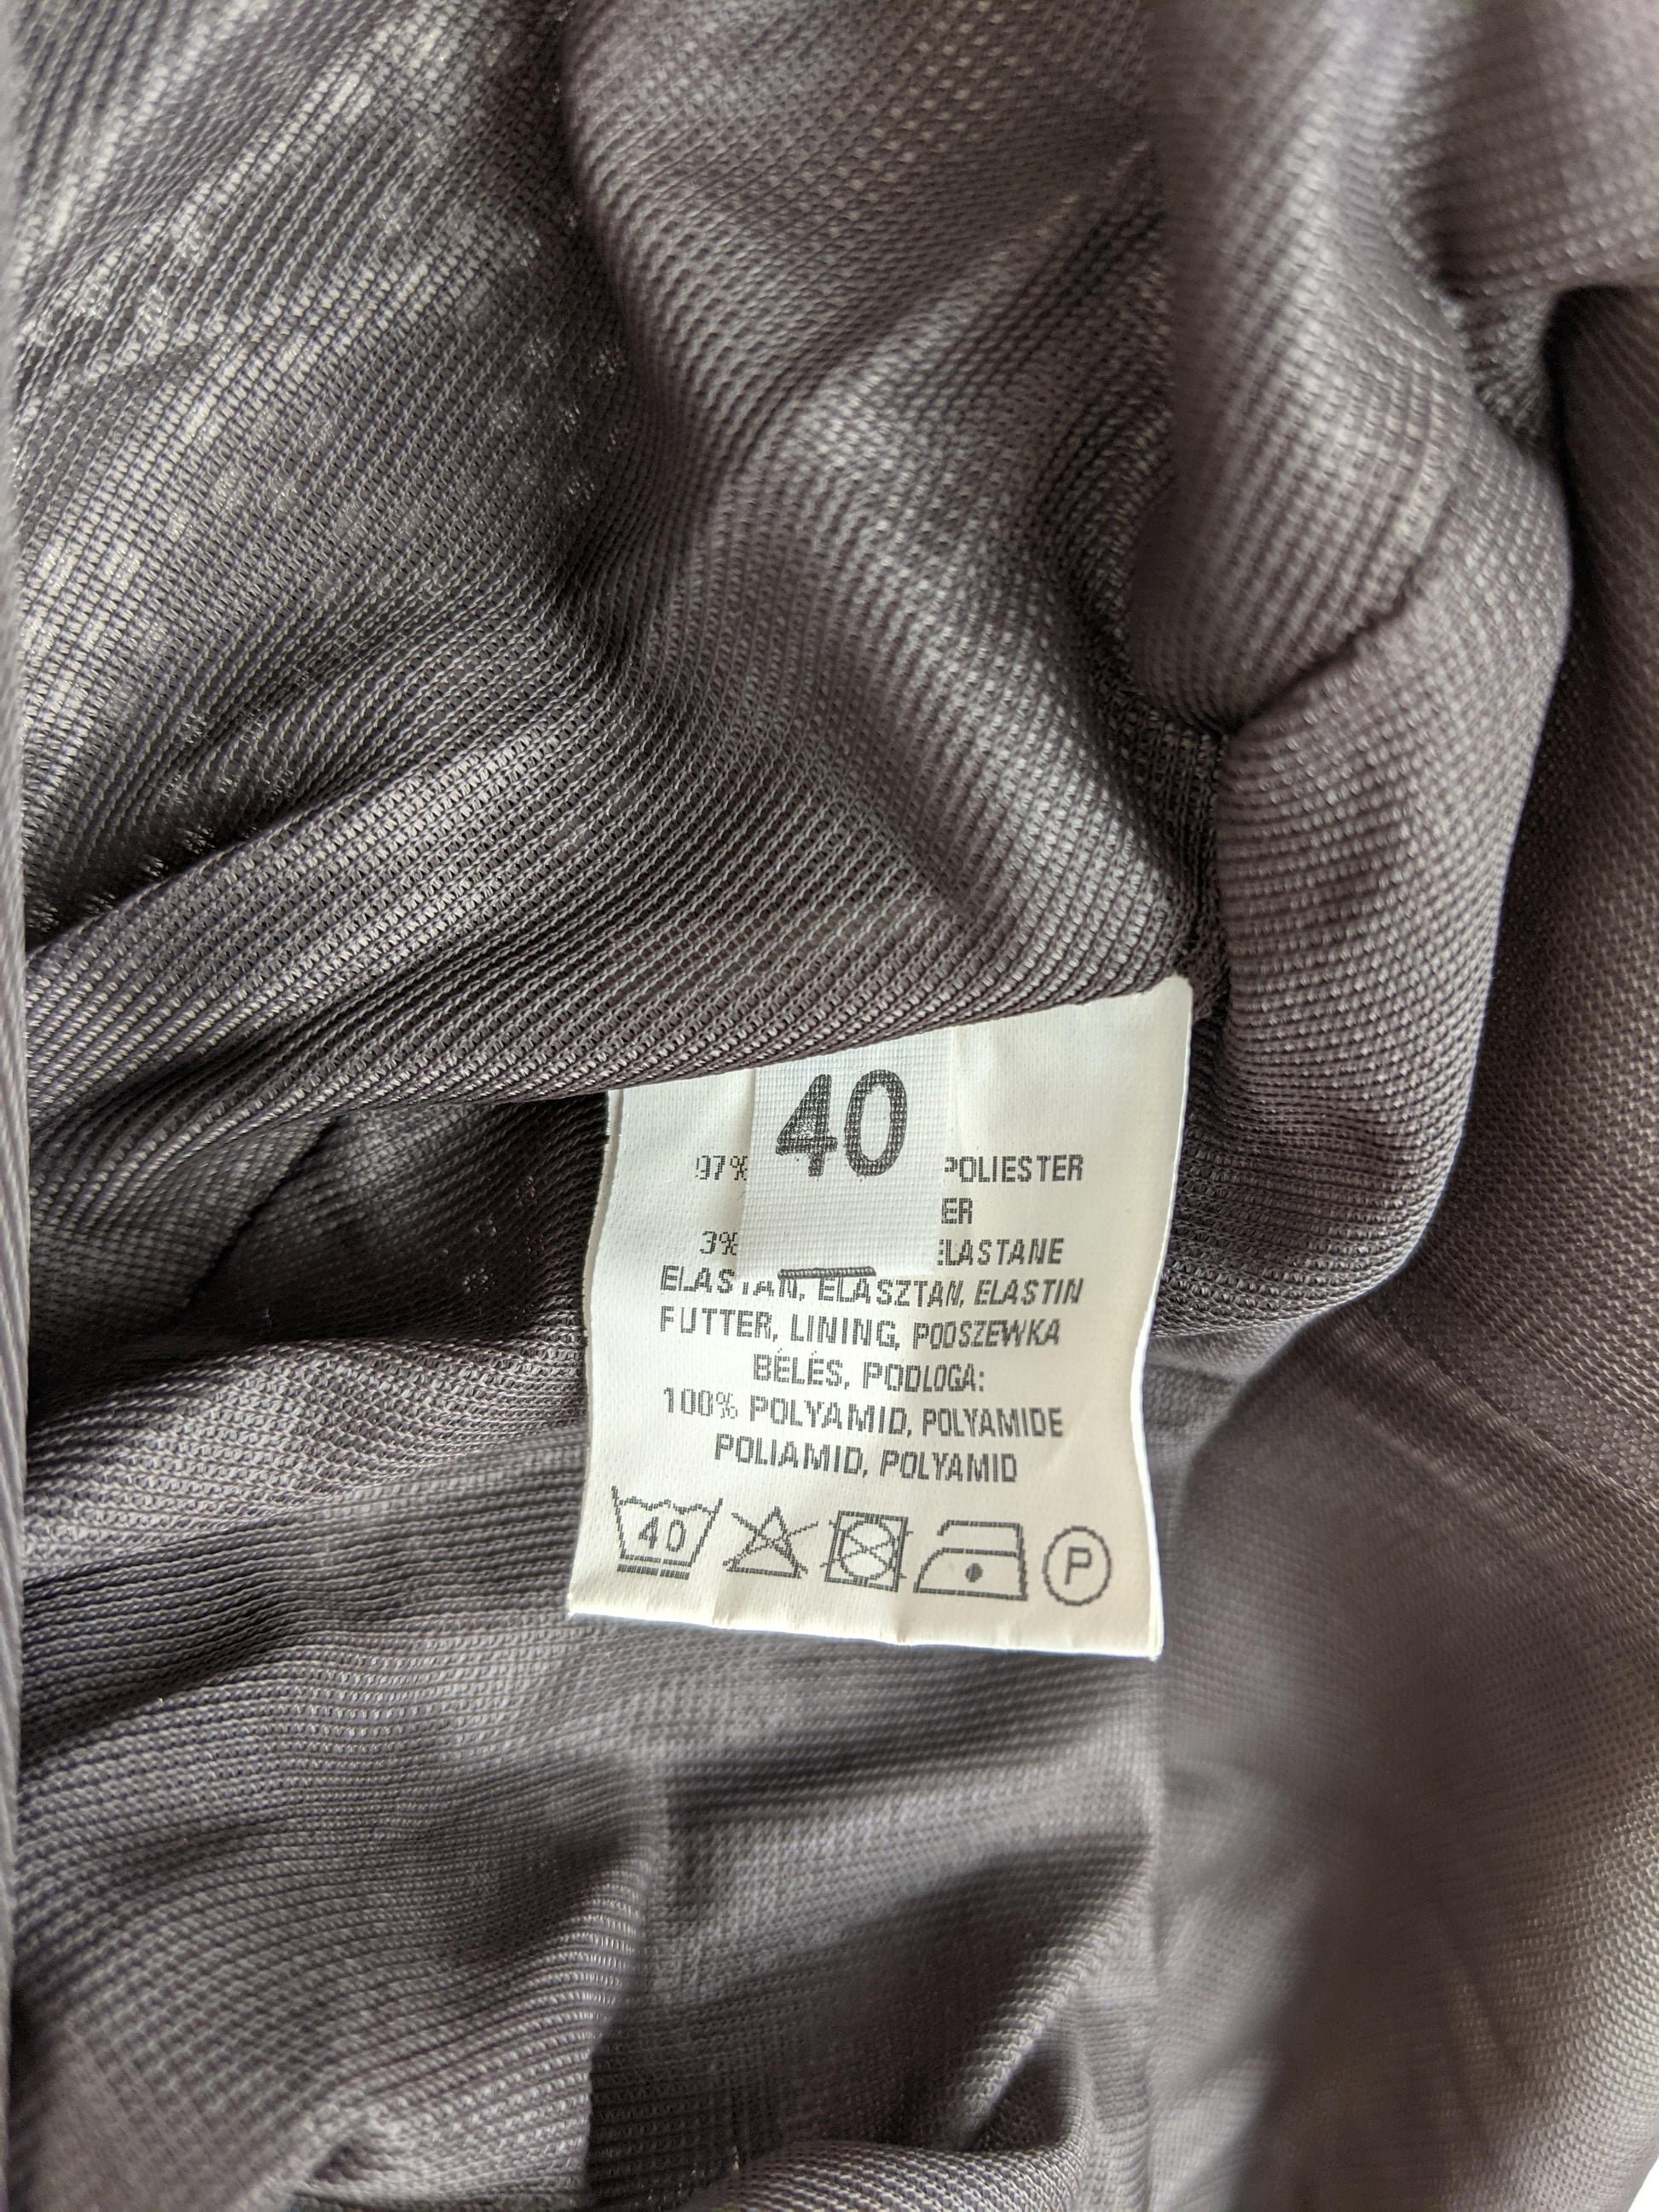 40
97% POLIESTER
ER
3% ELASTANE
ELASTAN, ELASZTÁN, ELASTIN
FUTTER, LINING, PODSZEWKA
BÉLÉS, PODLOGA:
100% POLYAMID, POLYAMIDE
POLIAMID, POLYAMID
40 P